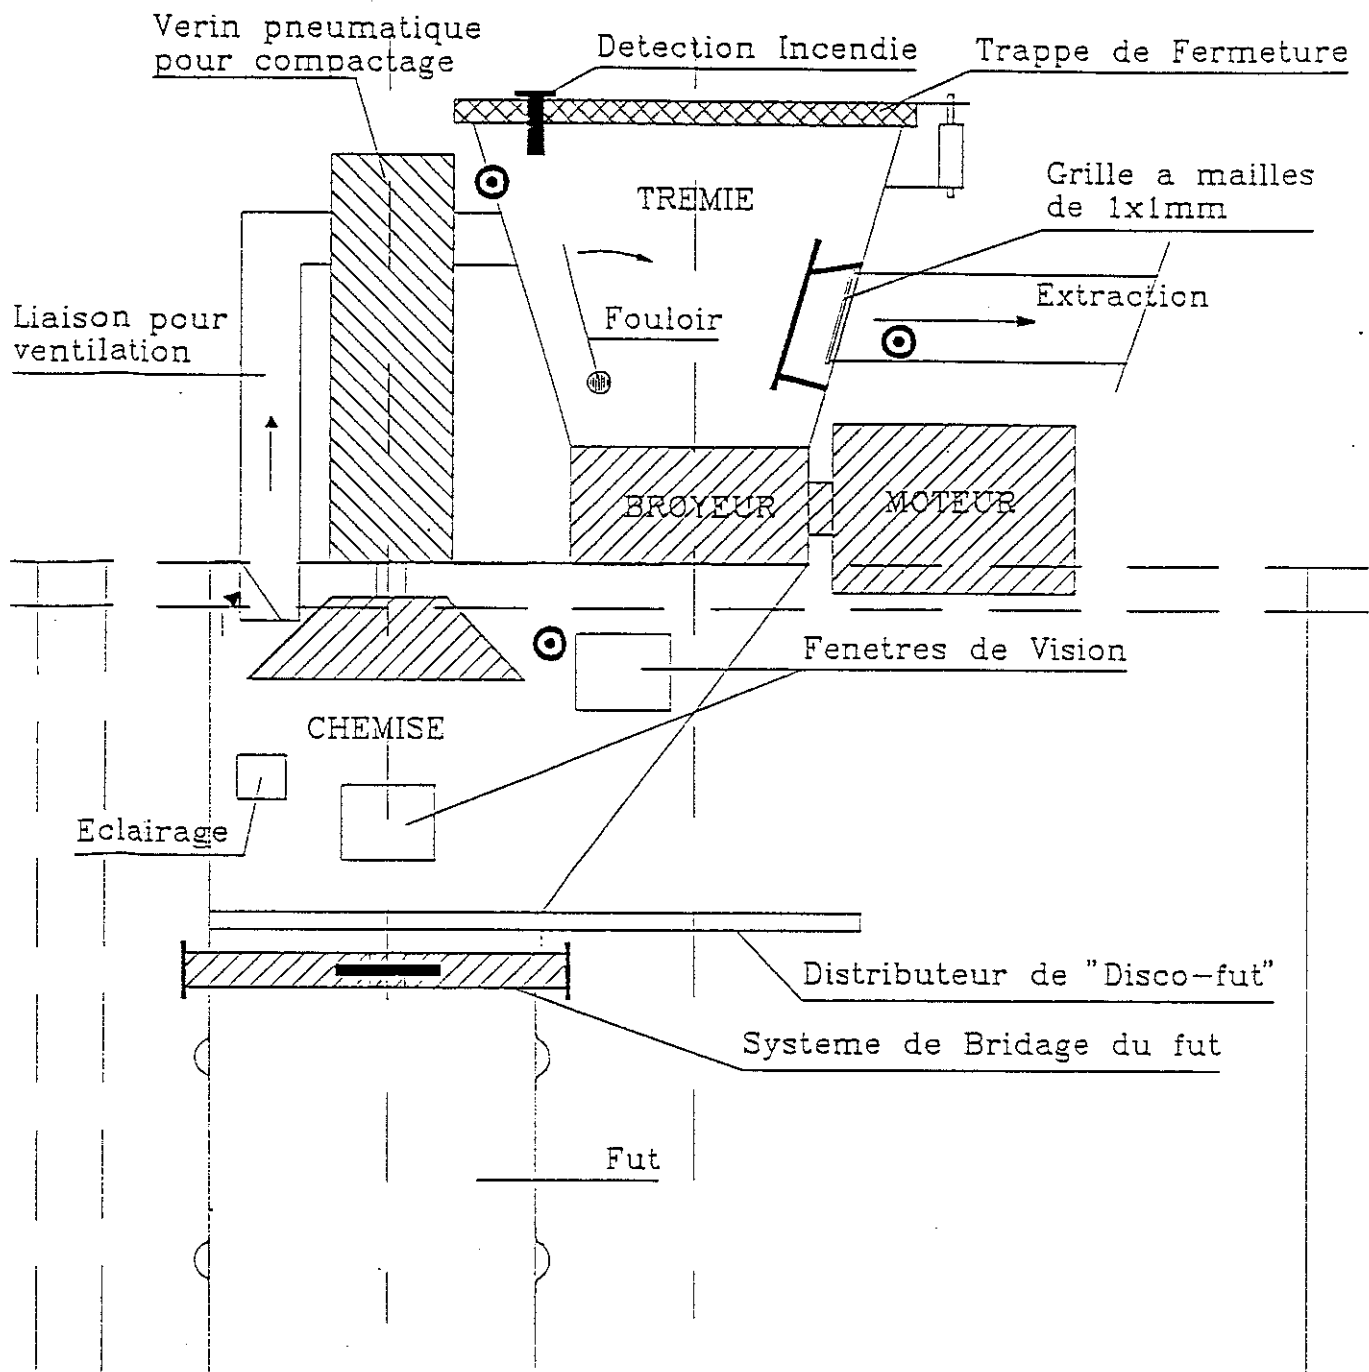 Verin pneumatique
pour compactage
Detection Incendie
Trappe de Fermeture
TREMIE
Grille a mailles
de 1x1mm
Extraction
Fouloir
Liaison pour
ventilation
BROYEUR
MOTEUR
Fenetres de Vision
CHEMISE
Eclairage
Distributeur de "Disco-fut"
Systeme de Bridage du fut
Fut